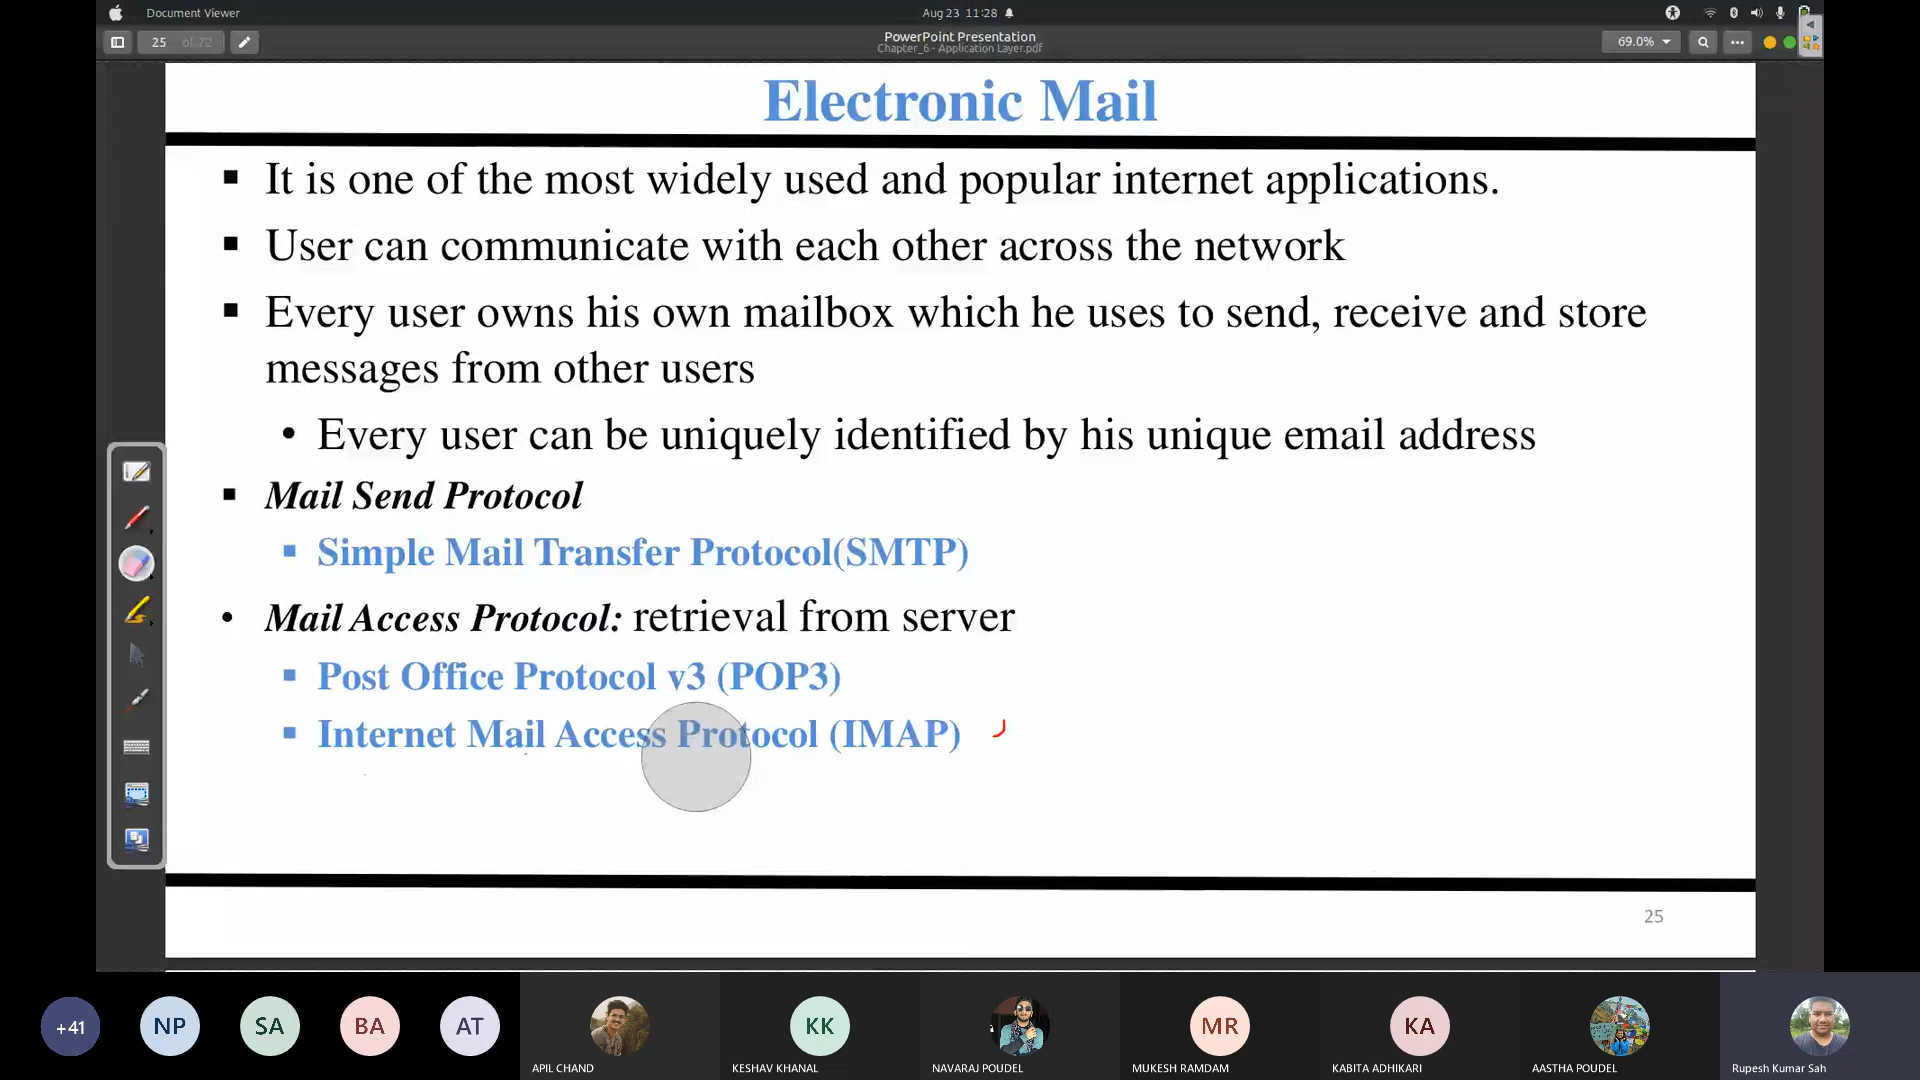 Document Viewer
Aug 23 11:28
25 of 72
PowerPoint Presentation
Chapter_6 - Application Layer.pdf
69.0%
Electronic Mail
▪ It is one of the most widely used and popular internet applications.
▪ User can communicate with each other across the network
▪ Every user owns his own mailbox which he uses to send, receive and store
messages from other users
• Every user can be uniquely identified by his unique email address
▪ Mail Send Protocol
▪ Simple Mail Transfer Protocol(SMTP)
• Mail Access Protocol: retrieval from server
▪ Post Office Protocol v3 (POP3)
▪ Internet Mail Access Protocol (IMAP)
25
+41
NP
SA
BA
AT
KK
MR
KA
APIL CHAND
KESHAV KHANAL
NAVARAJ POUDEL
MUKESH RAMDAM
KABITA ADHIKARI
AASTHA POUDEL
Rupesh Kumar Sah